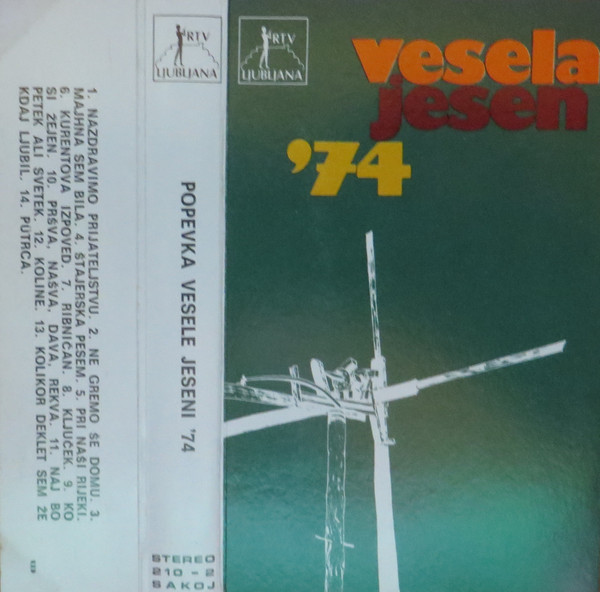 1. NAZDRAVIMO PRIJATELJSTVU. 2. NE GREMO ŠE DOMU. 3.
MAJHNA SEM BILA. 4. ŠTAJERSKA PESEM. 5. PRI NAŠI RIJEKI.
6. KURENTOVA IZPOVED. 7. RIBNIČAN. 8. KLJUČEK. 9. KO
SI ŽEJEN. 10. PRŠVA, NAŠVA, DAVA, REKVA. 11. NAJ BO
PETEK ALI SVETEK. 12. KOLINE. 13. KOLIKOR DEKLET SEM ŽE
KDAJ LJUBIL. 14. PUTRCA.
RTV
LJUBLJANA
POPEVKA VESELE JESENI '74
STEREO
210 - 2
SAKOJ
RTV
LJUBLJANA
vesela
jesen
'74